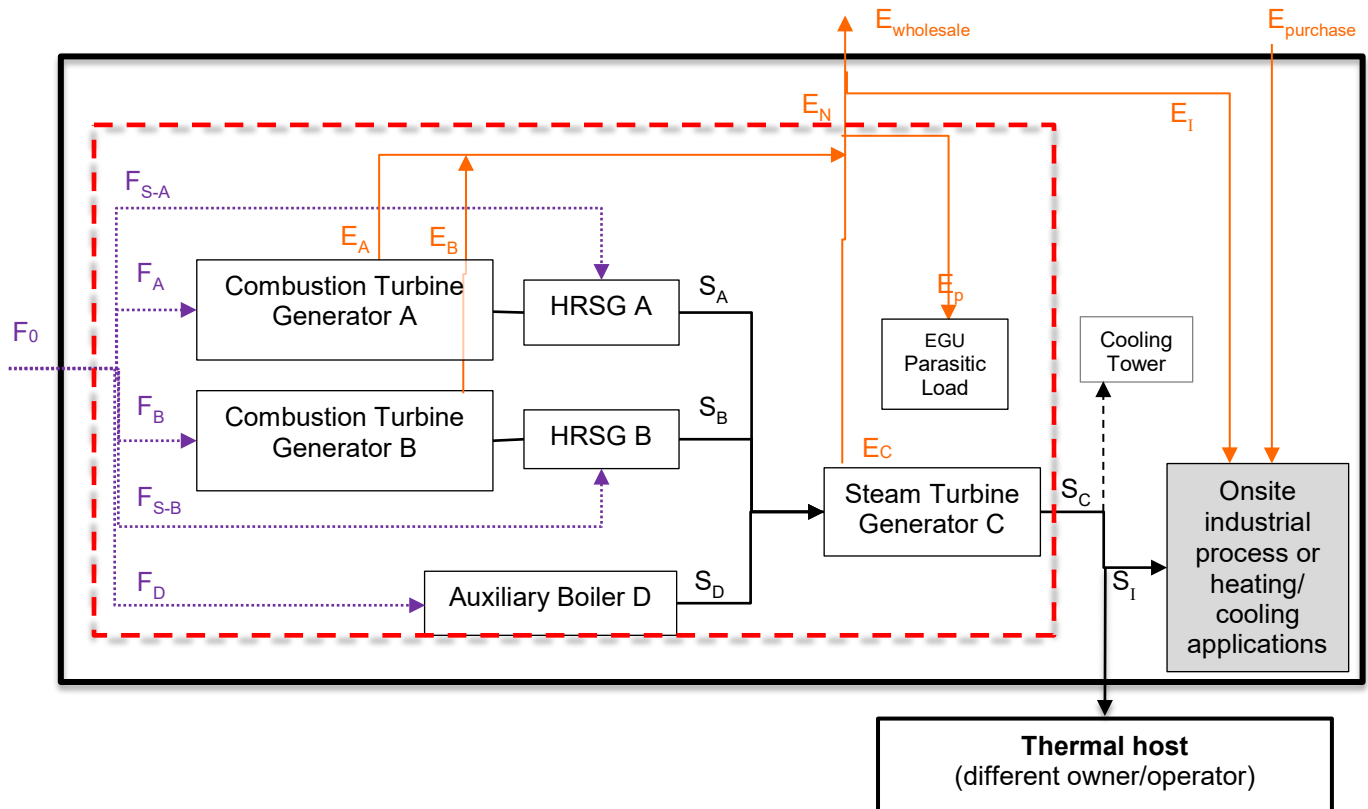 E_wholesale
E_purchase
E_N
E_I
F_S-A
E_A
E_B
F_A
Combustion Turbine
Generator A
HRSG A
S_A
E_p
F_0
EGU
Parasitic
Load
Cooling
Tower
F_B
Combustion Turbine
Generator B
HRSG B
S_B
E_C
F_S-B
Steam Turbine
Generator C
S_C
Onsite
industrial
process or
heating/
cooling
applications
F_D
Auxiliary Boiler D
S_D
S_I
Thermal host
(different owner/operator)